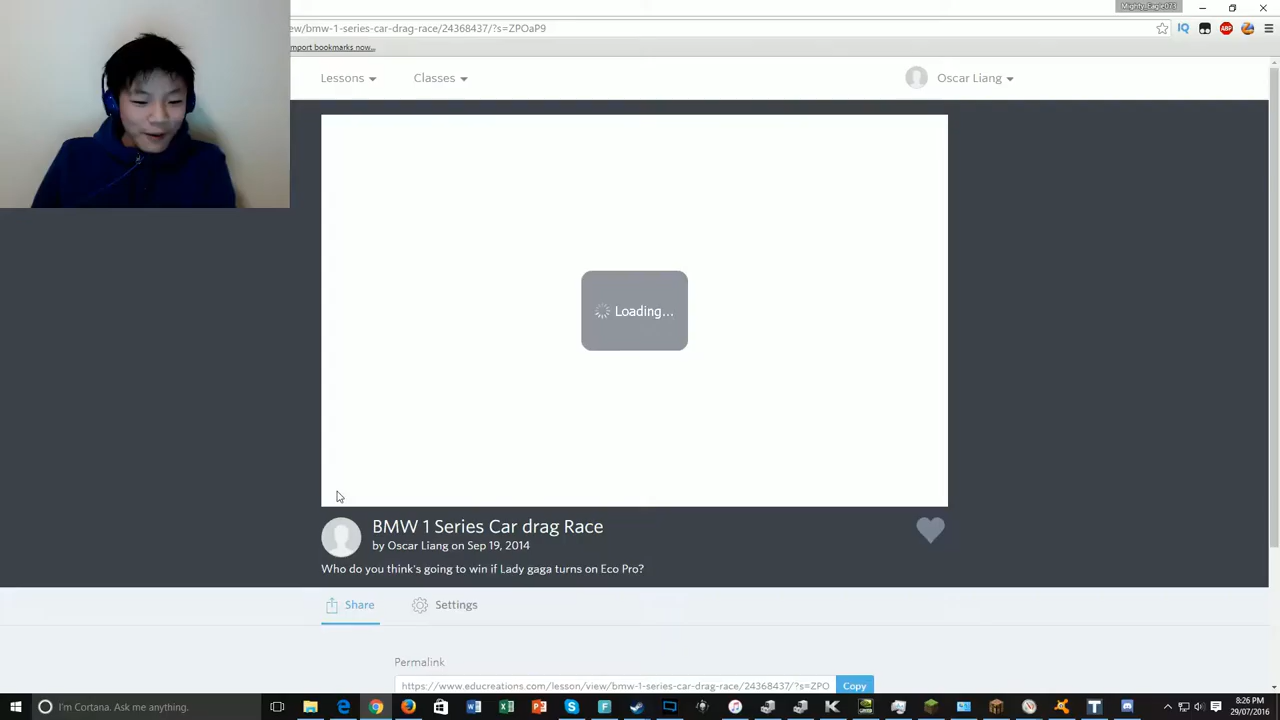 Mighty Eagle073
ew/bmw-1-series-car-drag-race/24368437/?s=ZPOaP9
import bookmarks now...
Lessons
Classes
Oscar Liang
Loading...
BMW 1 Series Car drag Race
by Oscar Liang on Sep 19, 2014
Who do you think's going to win if Lady gaga turns on Eco Pro?
Share
Settings
Permalink
https://www.educreations.com/lesson/view/bmw-1-series-car-drag-race/24368437/?s=ZPO
Copy
I'm Cortana. Ask me anything.
8:26 PM
29/07/2016